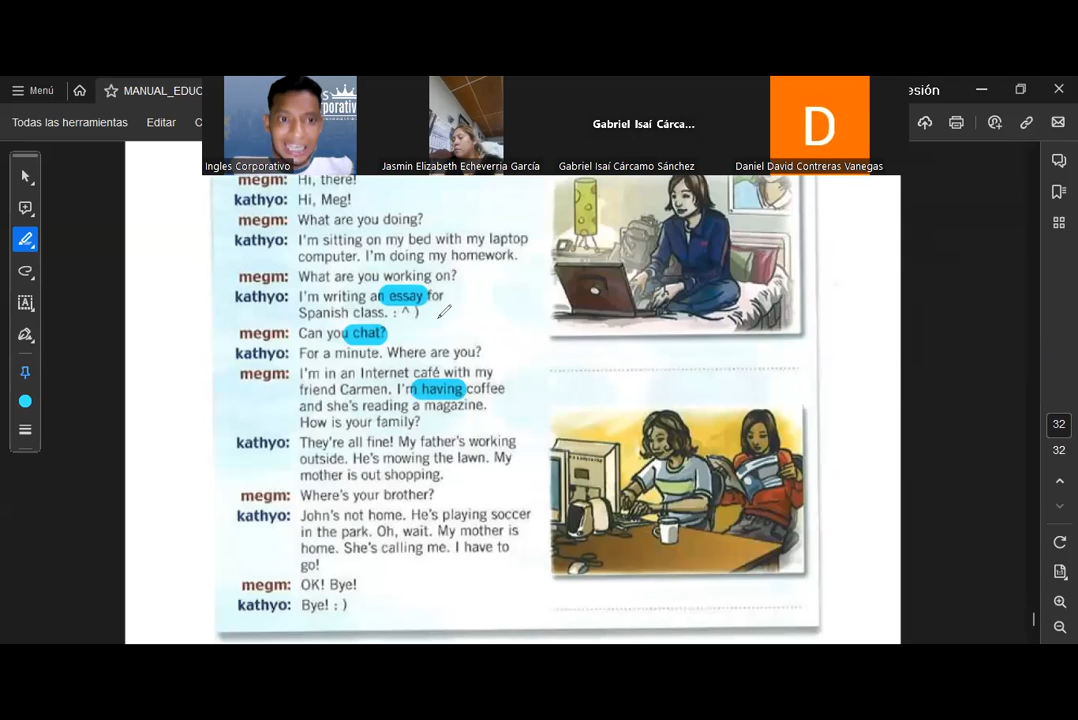 Menú
MANUAL_EDUC
esión
Todas las herramientas
Editar
Ingles Corporativo
Jasmin Elizabeth Echeverria García
Gabriel Isaí Cárca...
Gabriel Isaí Cárcamo Sánchez
D
Daniel David Contreras Vanegas
megm: Hi, there!
kathyo: Hi, Meg!
megm: What are you doing?
kathyo: I'm sitting on my bed with my laptop
computer. I'm doing my homework.
megm: What are you working on?
kathyo: I'm writing an essay for
Spanish class. : ^ )
megm: Can you chat?
kathyo: For a minute. Where are you?
megm: I'm in an Internet café with my
friend Carmen. I'm having coffee
and she's reading a magazine.
How is your family?
kathyo: They're all fine! My father's working
outside. He's mowing the lawn. My
mother is out shopping.
megm: Where's your brother?
kathyo: John's not home. He's playing soccer
in the park. Oh, wait. My mother is
home. She's calling me. I have to
go!
megm: OK! Bye!
kathyo: Bye! : )
32
32